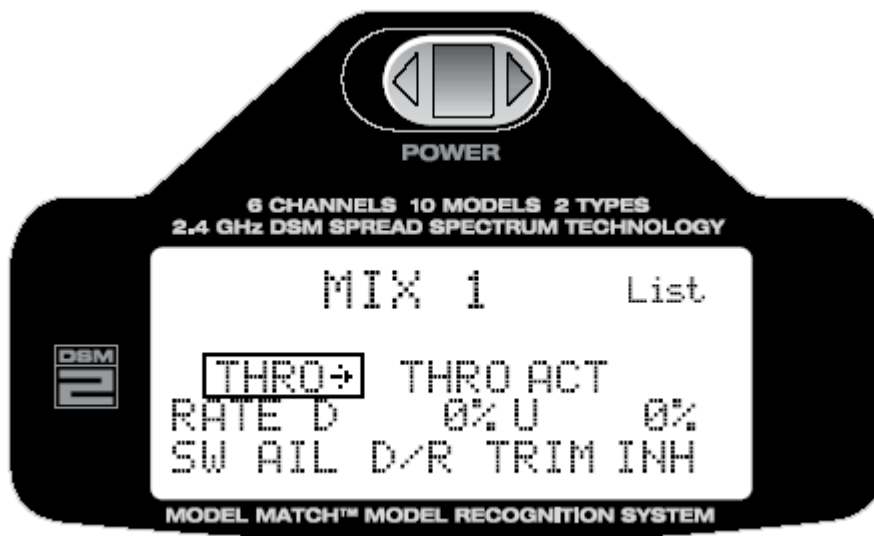 POWER
6 CHANNELS 10 MODELS 2 TYPES
2.4 GHz DSM SPREAD SPECTRUM TECHNOLOGY
MIX 1 List
DSM
2
THRO→ THRO ACT
RATE D 0% U 0%
SW AIL D/R TRIM INH
MODEL MATCH™ MODEL RECOGNITION SYSTEM